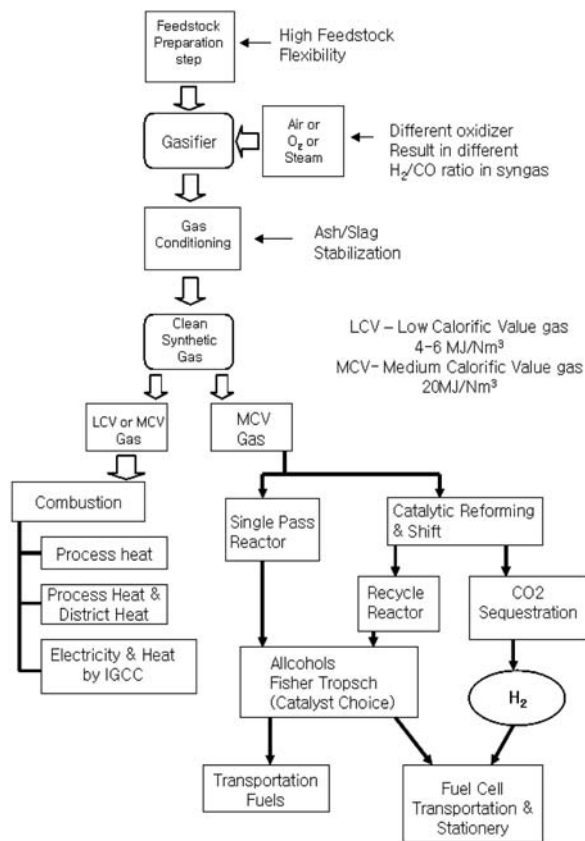 Feedstock
Preparation
step
High Feedstock
Flexibility
Gasifier
Air or
O₂ or
Steam
Different oxidizer
Result in different
H₂/CO ratio in syngas
Gas
Conditioning
Ash/Slag
Stabilization
Clean
Synthetic
Gas
LCV – Low Calorific Value gas
4-6 MJ/Nm³
MCV- Medium Calorific Value gas
20MJ/Nm³
LCV or MCV
Gas
MCV
Gas
Combustion
Process heat
Process Heat &
District Heat
Electricity & Heat
by IGCC
Single Pass
Reactor
Catalytic Reforming
& Shift
Recycle
Reactor
CO2
Sequestration
Allcohols
Fisher Tropsch
(Catalyst Choice)
H₂
Transportation
Fuels
Fuel Cell
Transportation &
Stationery